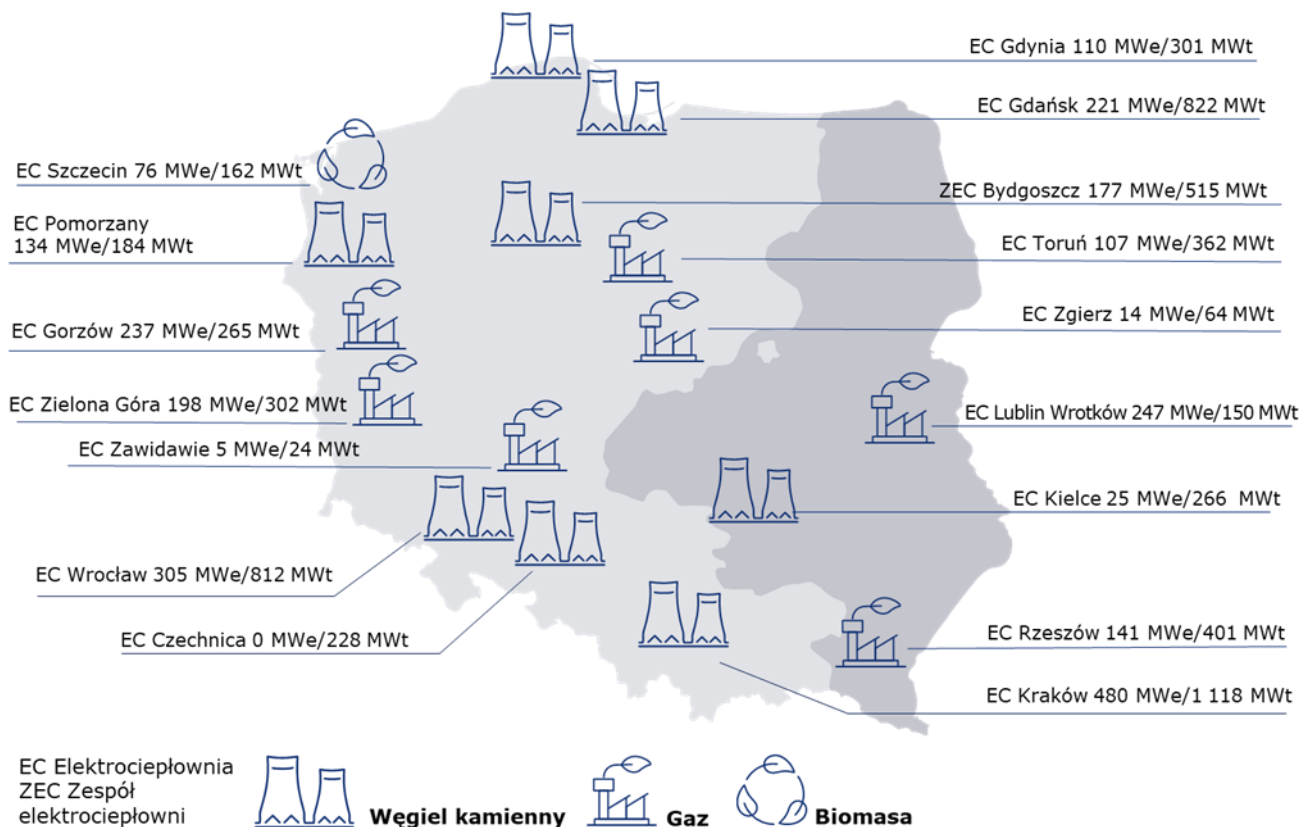 EC Gdynia 110 MWe/301 MWt
EC Gdańsk 221 MWe/822 MWt
EC Szczecin 76 MWe/162 MWt
ZEC Bydgoszcz 177 MWe/515 MWt
EC Pomorzany
134 MWe/184 MWt
EC Toruń 107 MWe/362 MWt
EC Gorzów 237 MWe/265 MWt
EC Zgierz 14 MWe/64 MWt
EC Zielona Góra 198 MWe/302 MWt
EC Lublin Wrotków 247 MWe/150 MWt
EC Zawidawie 5 MWe/24 MWt
EC Kielce 25 MWe/266 MWt
EC Wrocław 305 MWe/812 MWt
EC Czechnica 0 MWe/228 MWt
EC Rzeszów 141 MWe/401 MWt
EC Kraków 480 MWe/1 118 MWt
EC Elektrociepłownia
ZEC Zespół
elektrociepłowni
Węgiel kamienny
Gaz
Biomasa